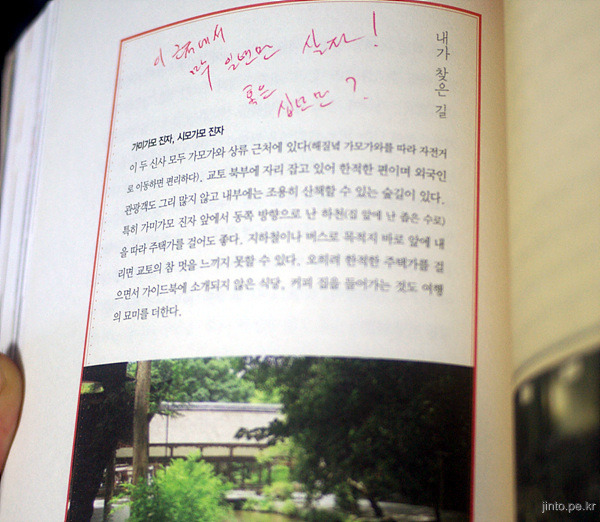 이 근처에서
딱 일년만 살자!
혹은
십년만?
내가 찾은 길
가미가모 진자, 시모가모 진자
이 두 신사 모두 가모가와 상류 근처에 있다(해질녘 가모가와를 따라 자전거
로 이동하면 편리하다). 교토 북부에 자리 잡고 있어 한적한 편이며 외국인
관광객도 그리 많지 않고 내부에는 조용히 산책할 수 있는 숲길이 있다.
특히 가미가모 진자 앞에서 동쪽 방향으로 난 하천(집 앞에 난 좁은 수로)
을 따라 주택가를 걸어도 좋다. 지하철이나 버스로 목적지 바로 앞에 내
리면 교토의 참 멋을 느끼지 못할 수 있다. 오히려 한적한 주택가를 걸
으면서 가이드북에 소개되지 않은 식당, 커피 집을 들어가는 것도 여행
의 묘미를 더한다.
jinto.pe.kr